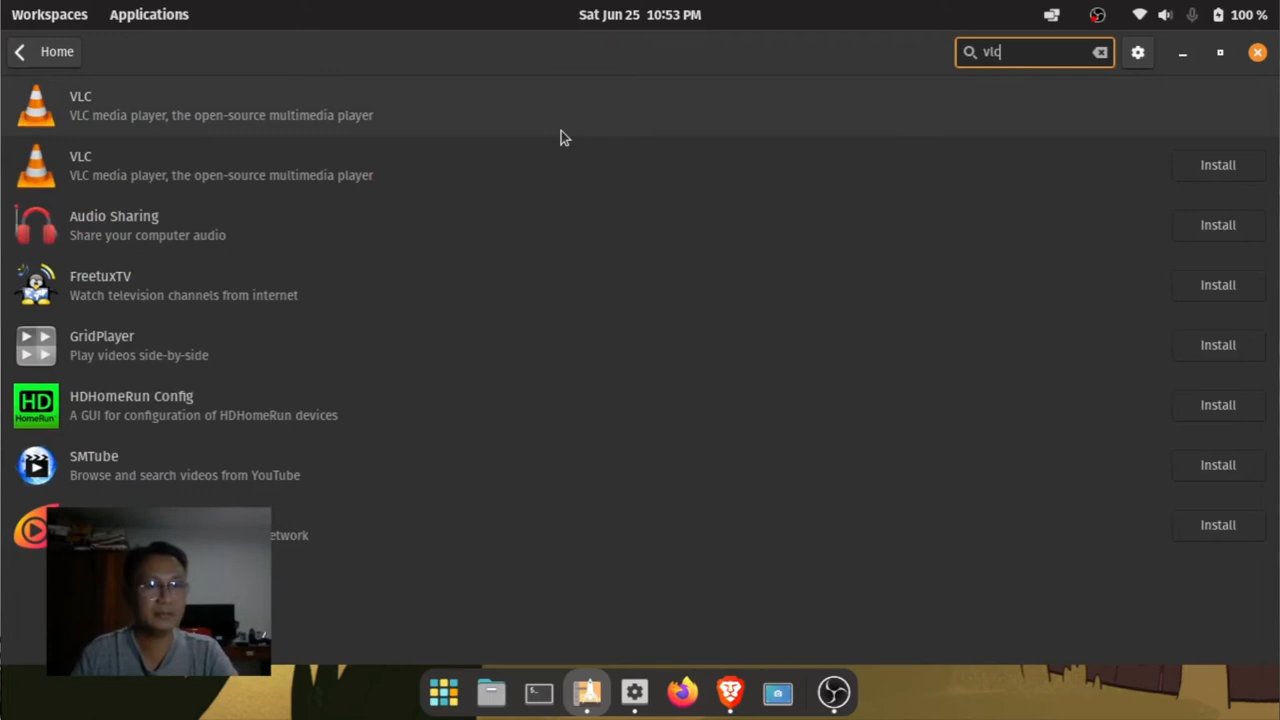 Workspaces Applications Sat Jun 25 10:53 PM 100 %
Home vlc
VLC
VLC media player, the open-source multimedia player
VLC
VLC media player, the open-source multimedia player
Install
Audio Sharing
Share your computer audio
Install
FreetuxTV
Watch television channels from internet
Install
GridPlayer
Play videos side-by-side
Install
HD
HomeRun
HDHomeRun Config
A GUI for configuration of HDHomeRun devices
Install
SMTube
Browse and search videos from YouTube
Install
Install